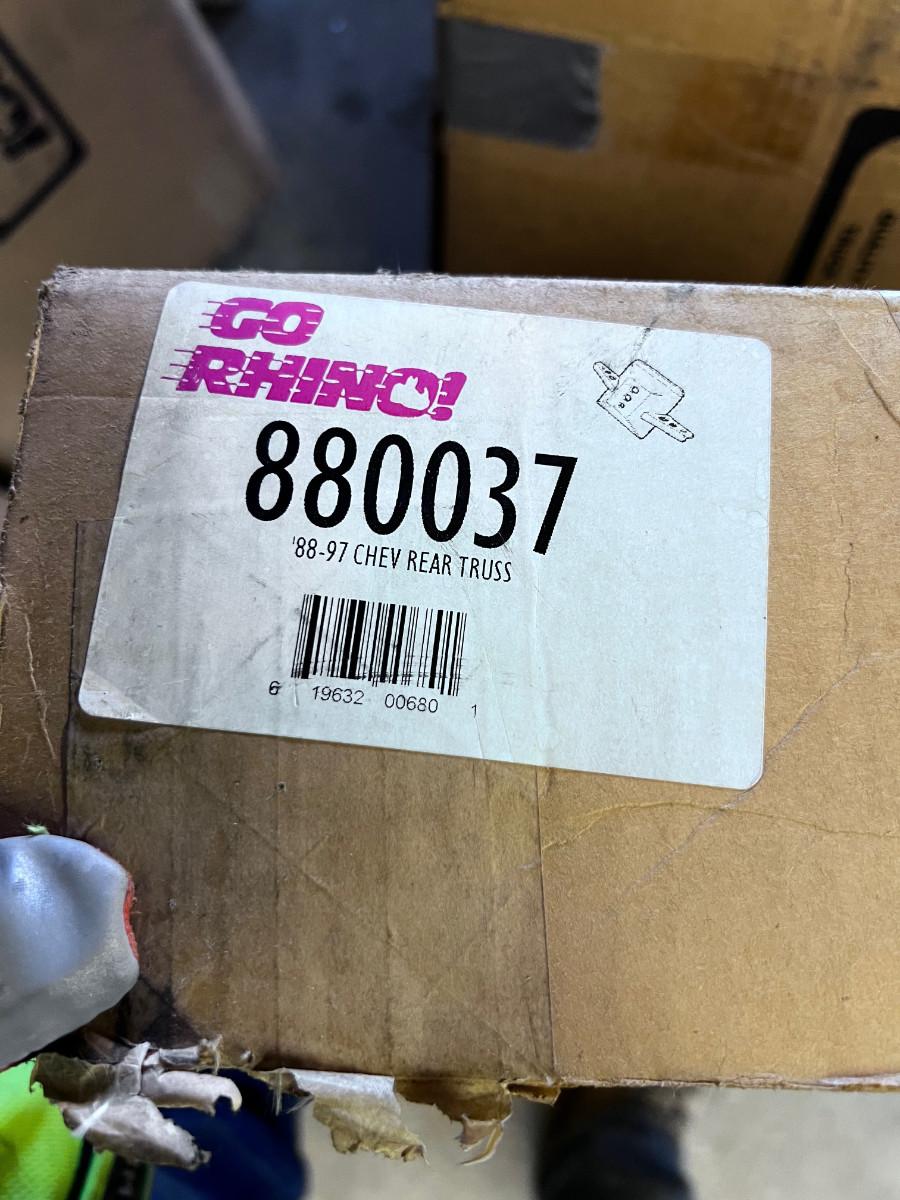 GO
RHINO!
880037
'88-97 CHEV REAR TRUSS
6 19632 00680 1